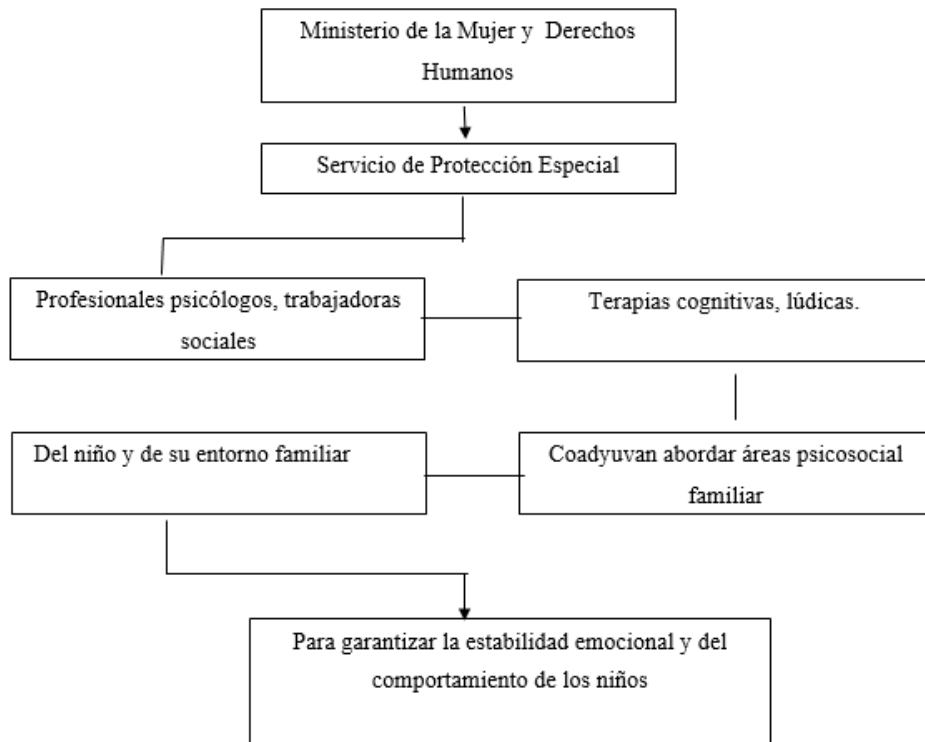 Ministerio de la Mujer y Derechos
Humanos
Servicio de Protección Especial
Profesionales psicólogos, trabajadoras
sociales
Terapias cognitivas, lúdicas.
Coadyuvan abordar áreas psicosocial
familiar
Del niño y de su entorno familiar
Para garantizar la estabilidad emocional y del
comportamiento de los niños